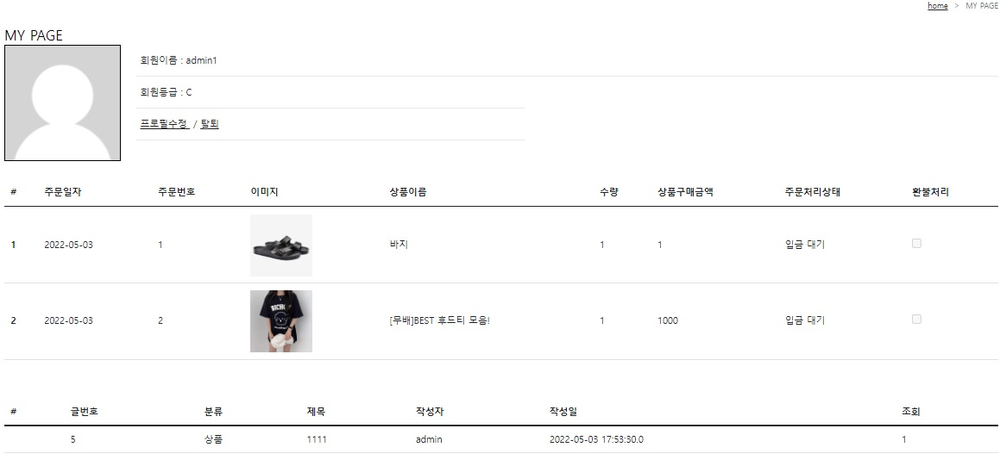 home > MY PAGE
MY PAGE
회원이름 : admin1
회원등급 : C
프로필수정 / 탈퇴
# 주문일자 주문번호 이미지 상품이름 수량 상품구매금액 주문처리상태 환불처리
1 2022-05-03 1 바지 1 1 입금 대기
BICHO
2 2022-05-03 2 [무배]BEST 후드티 모음! 1 1000 입금 대기
# 글번호 분류 제목 작성자 작성일 조회
5 상품 1111 admin 2022-05-03 17:53:30.0 1